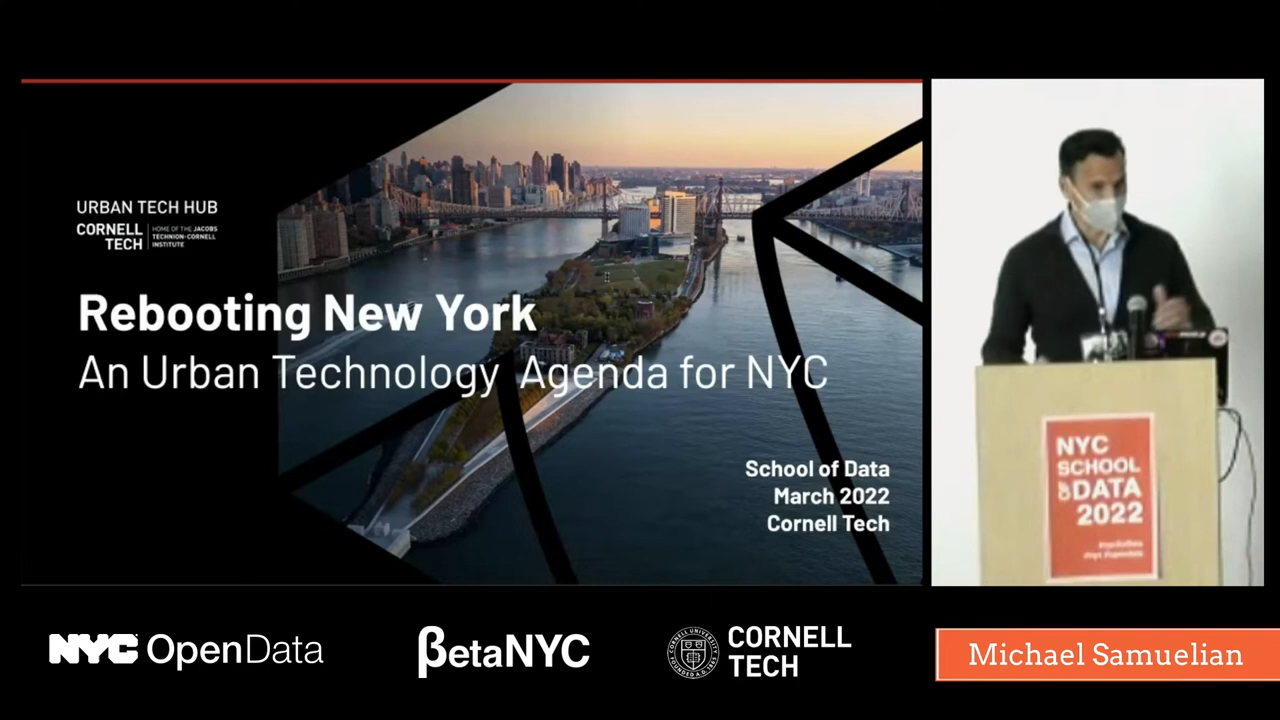 URBAN TECH HUB
CORNELL
TECH
HOME OF THE JACOBS
TECHNION-CORNELL
INSTITUTE
Rebooting New York
An Urban Technology Agenda for NYC
School of Data
March 2022
Cornell Tech
NYC
SCHOOL
OF DATA
2022
NYC OpenData
βetaNYC
CORNELL
TECH
Michael Samuelian